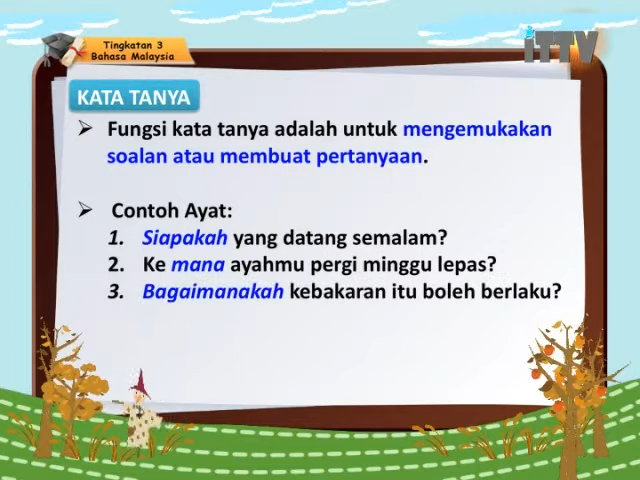 Tingkatan 3
Bahasa Malaysia
iTTV
KATA TANYA
➢ Fungsi kata tanya adalah untuk mengemukakan
soalan atau membuat pertanyaan.
➢ Contoh Ayat:
1. Siapakah yang datang semalam?
2. Ke mana ayahmu pergi minggu lepas?
3. Bagaimanakah kebakaran itu boleh berlaku?